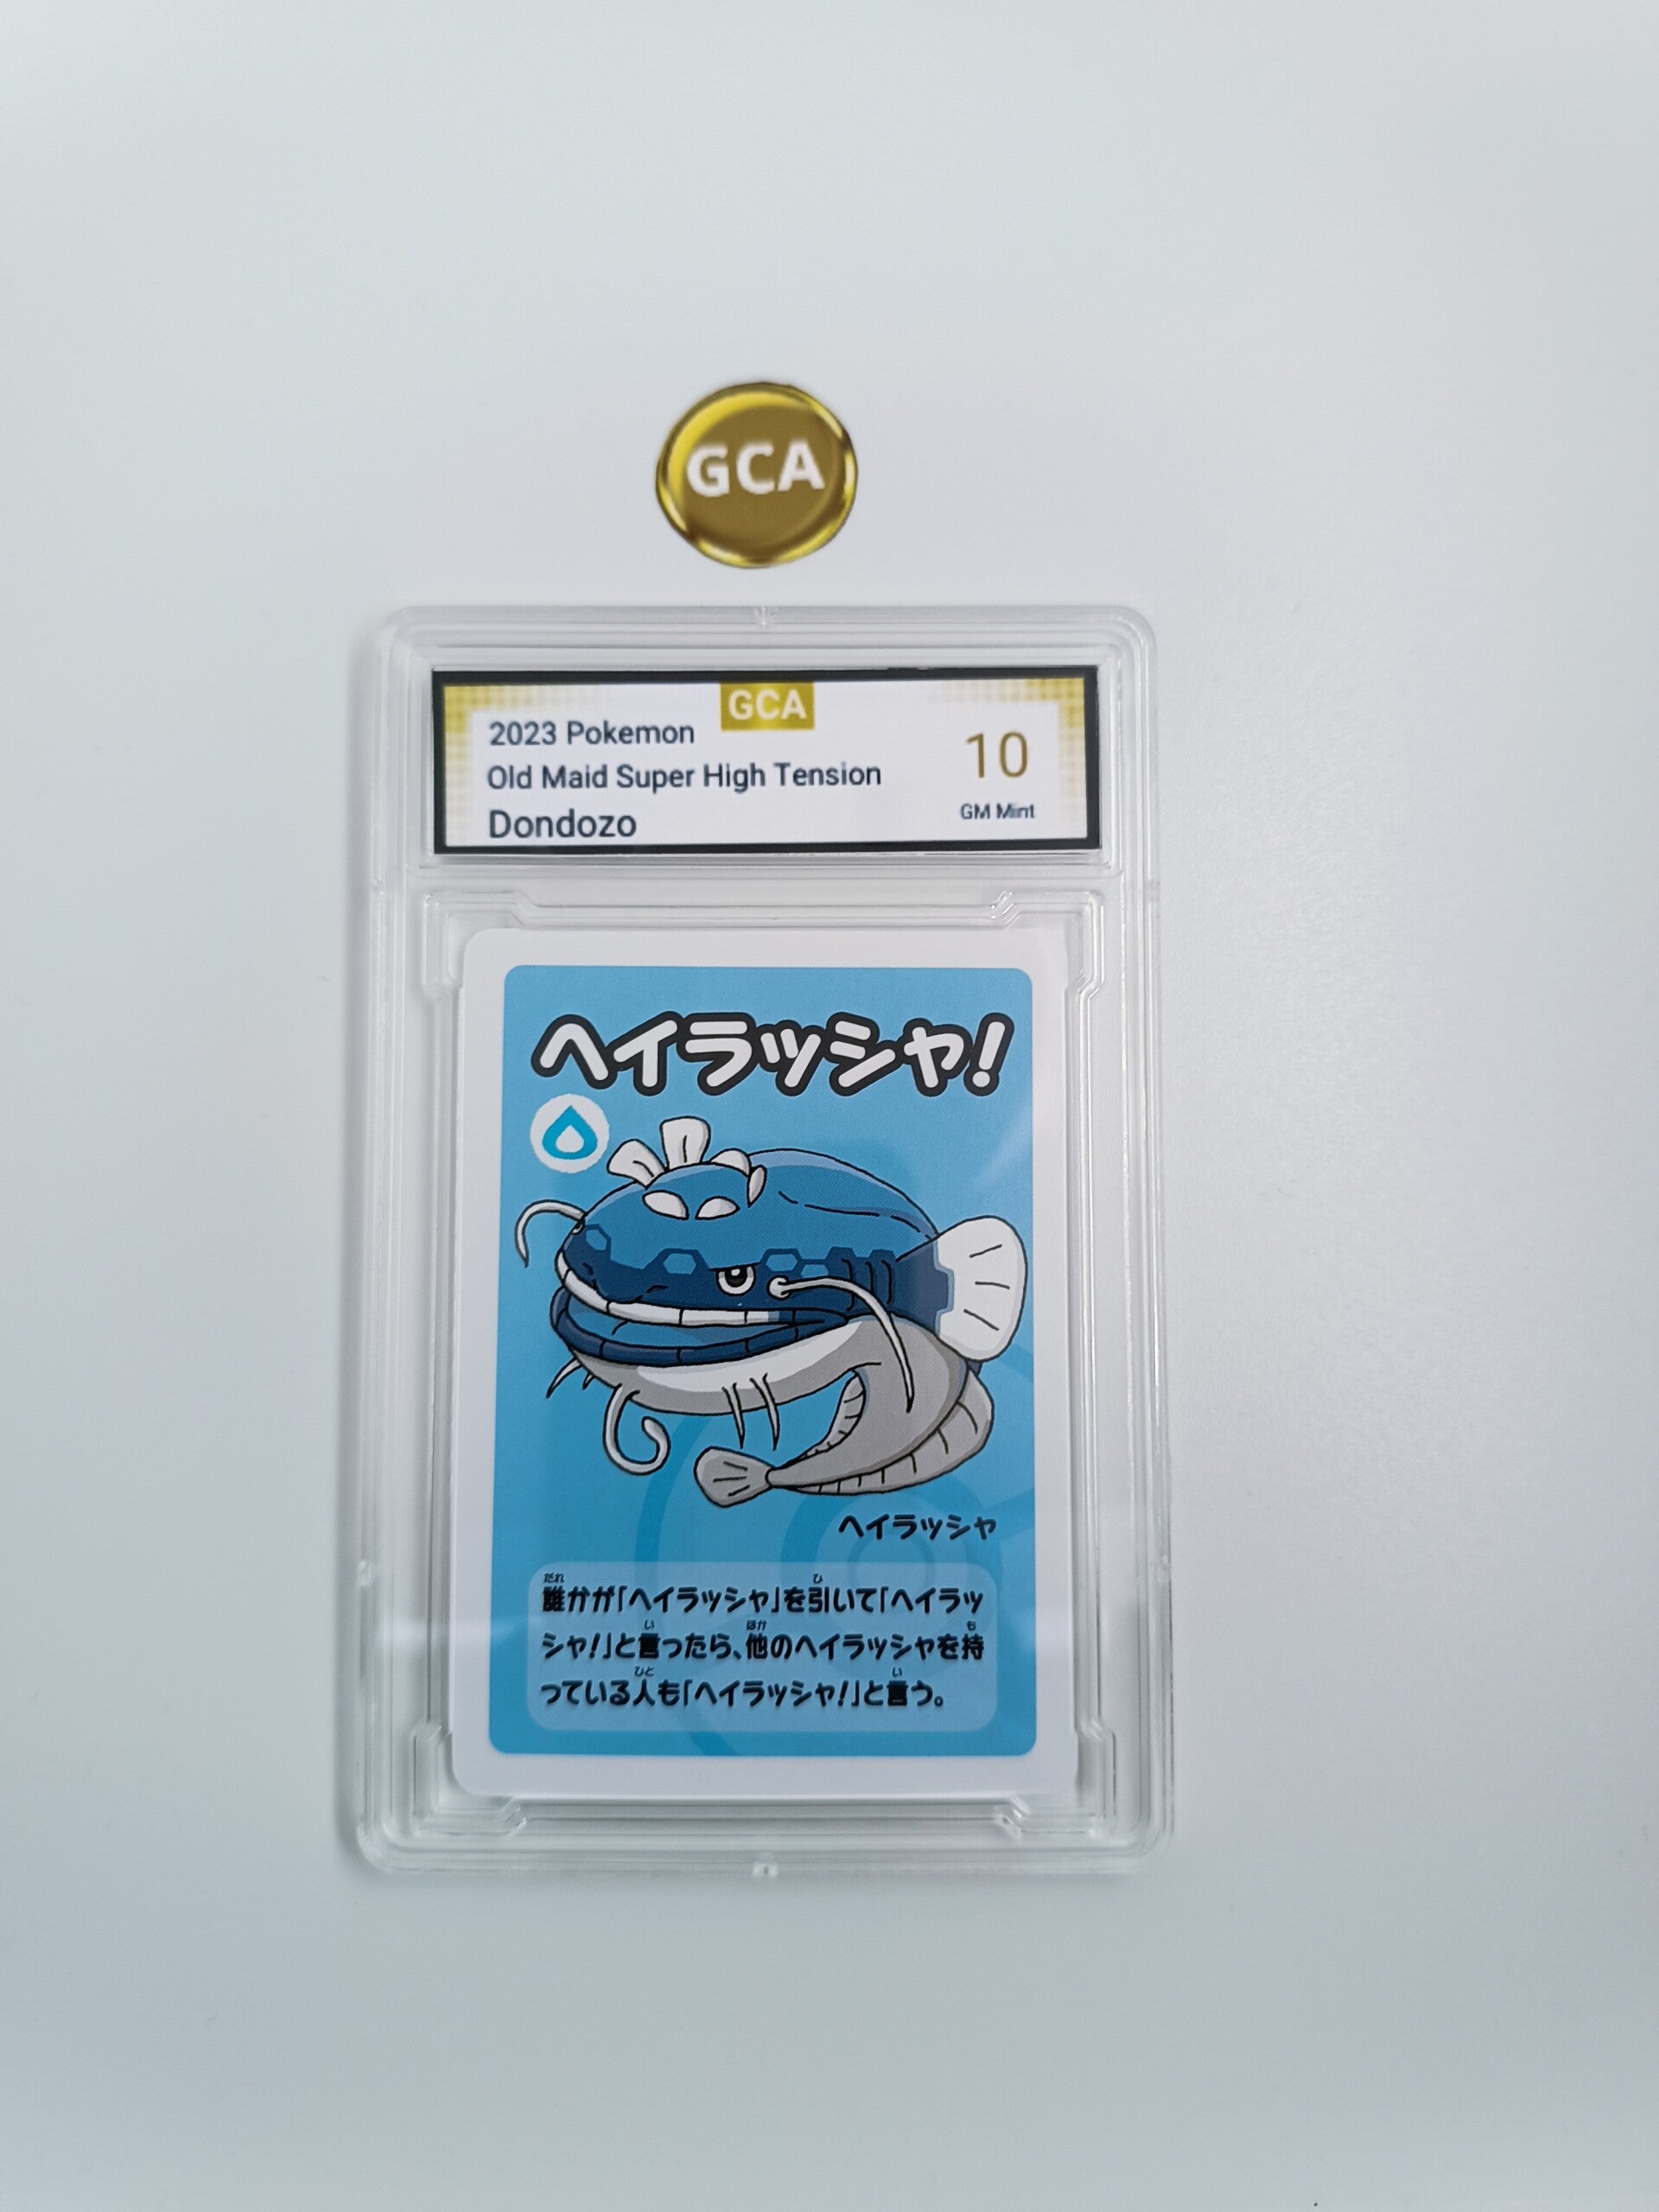 GCA
GCA
2023 Pokemon
Old Maid Super High Tension
Dondozo
10
GM Mint
ヘイラッシャ!
ヘイラッシャ
誰かが「ヘイラッシャ」を引いて「ヘイラッ
シャ!」と言ったら、他のヘイラッシャを持
っている人も「ヘイラッシャ!」と言う。